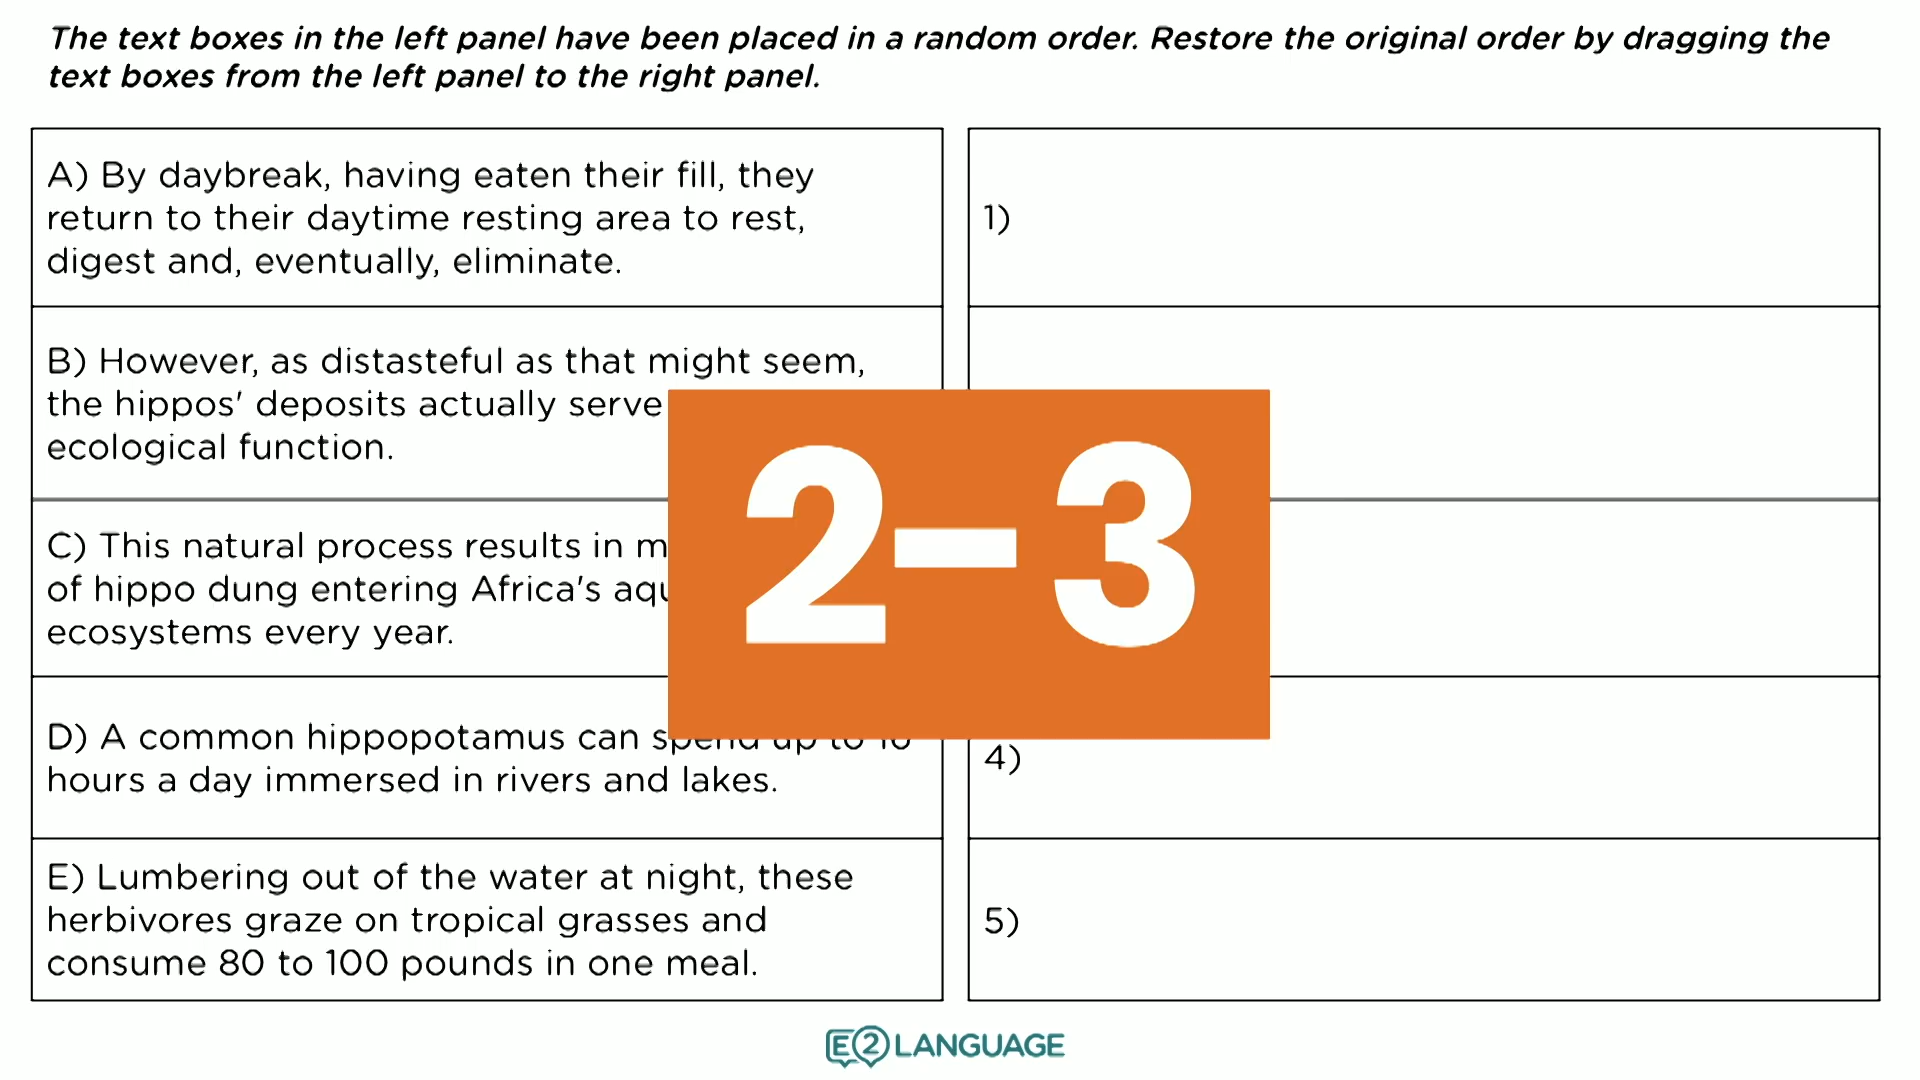 The text boxes in the left panel have been placed in a random order. Restore the original order by dragging the
text boxes from the left panel to the right panel.
A) By daybreak, having eaten their fill, they
return to their daytime resting area to rest,
digest and, eventually, eliminate.
B) However, as distasteful as that might seem,
the hippos' deposits actually serve
ecological function.
C) This natural process results in
of hippo dung entering Africa's
ecosystems every year.
D) A common hippopotamus can spend up to
hours a day immersed in rivers and lakes.
E) Lumbering out of the water at night, these
herbivores graze on tropical grasses and
consume 80 to 100 pounds in one meal.
1)
2-3
4)
5)
E2 LANGUAGE